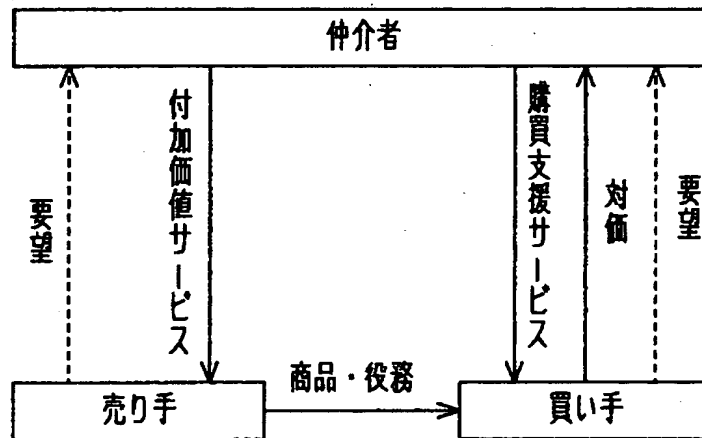 仲介者
要望
付加価値サービス
購買支援サービス
対価
要望
商品・役務
売り手
買い手